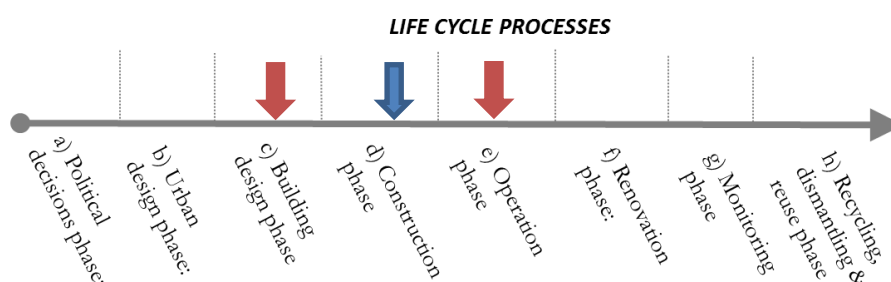 LIFE CYCLE PROCESSES
a) Political
decisions phase:
b) Urban
design phase:
c) Building
design phase
d) Construction
phase
e) Operation
phase
f) Renovation
phase:
g) Monitoring
phase
h) Recycling,
dismantling &
reuse phase